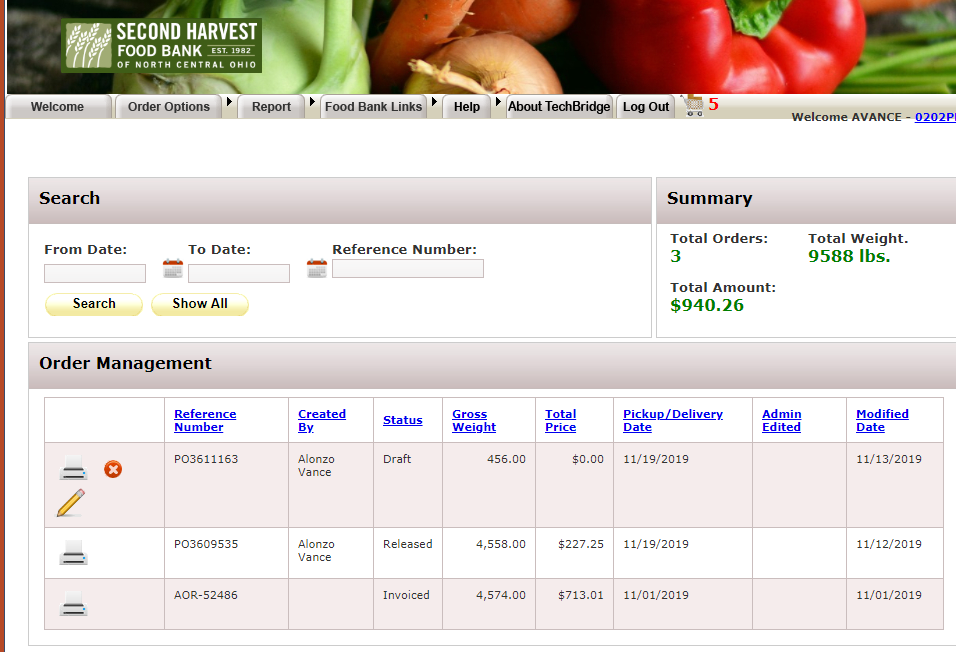 SECOND HARVEST
FOOD BANK EST. 1982
OF NORTH CENTRAL OHIO
Welcome Order Options Report Food Bank Links Help About TechBridge Log Out 5
Welcome AVANCE - 0202P
Search
Summary
From Date: To Date: Reference Number:
Search Show All
Total Orders: Total Weight.
3 9588 lbs.
Total Amount:
$940.26
Order Management
Reference Number Created By Status Gross Weight Total Price Pickup/Delivery Date Admin Edited Modified Date
PO3611163 Alonzo Vance Draft 456.00 $0.00 11/19/2019 11/13/2019
PO3609535 Alonzo Vance Released 4,558.00 $227.25 11/19/2019 11/12/2019
AOR-52486 Invoiced 4,574.00 $713.01 11/01/2019 11/01/2019